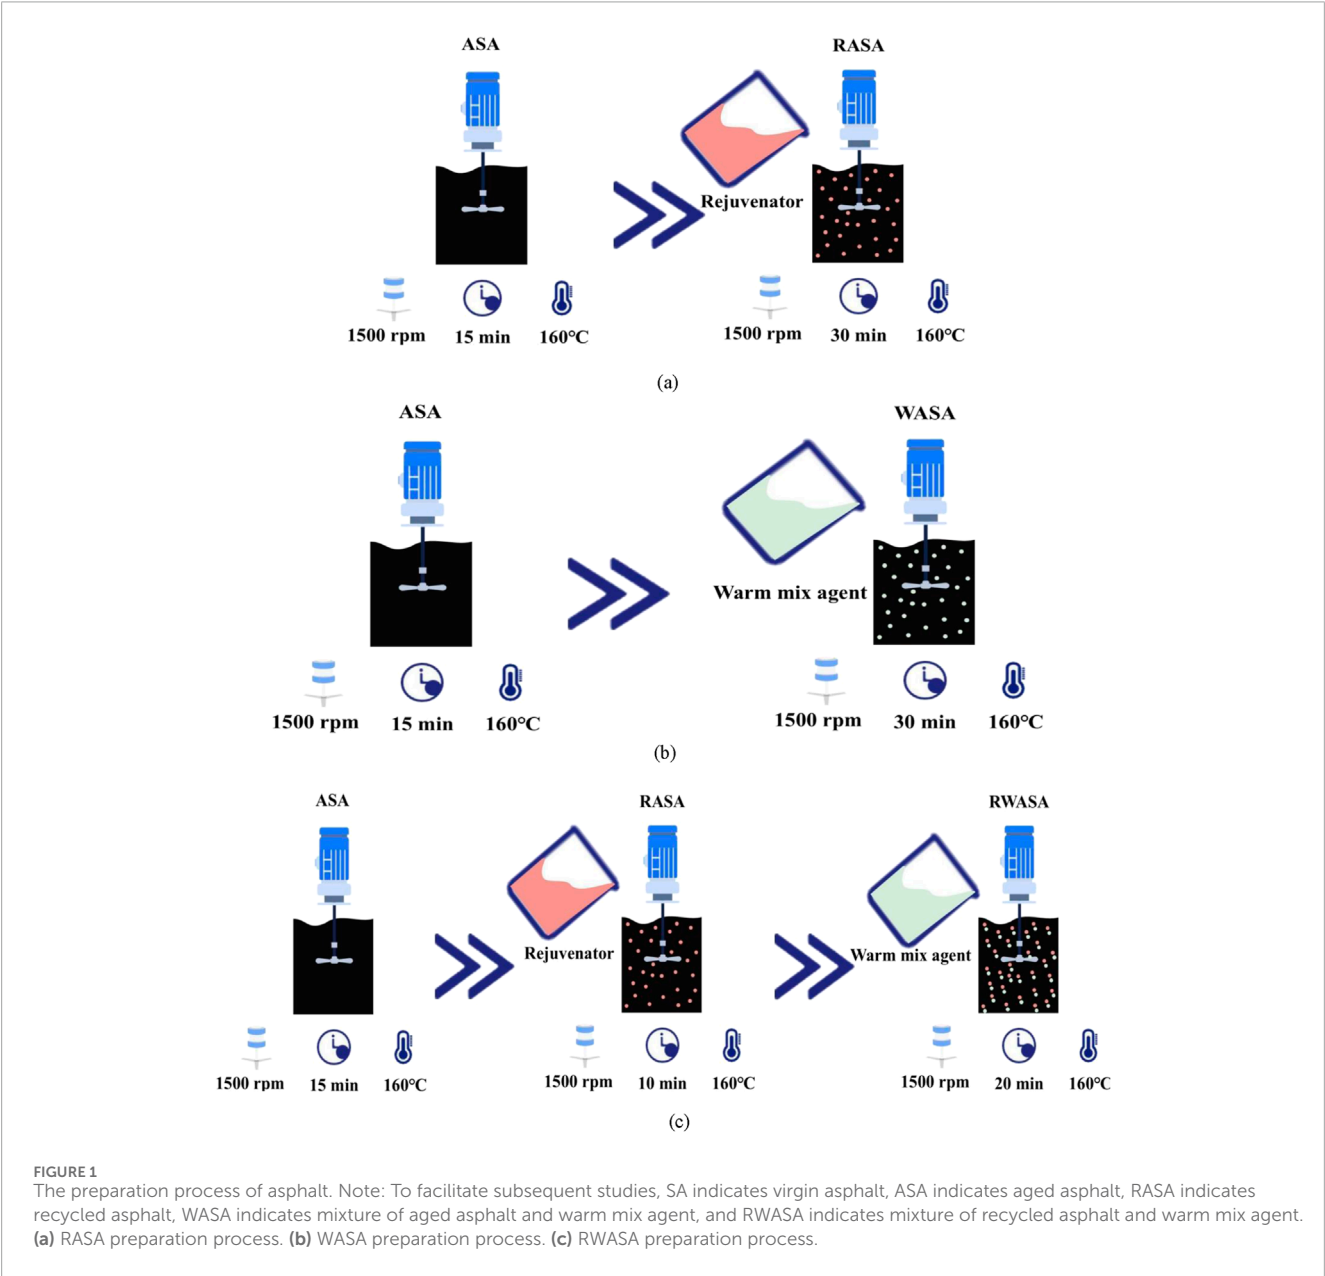 ASA
RASA
Rejuvenator
1500 rpm 15 min 160℃
1500 rpm 30 min 160℃
(a)
ASA
WASA
Warm mix agent
1500 rpm 15 min 160℃
1500 rpm 30 min 160℃
(b)
ASA
RASA
RWASA
Rejuvenator
Warm mix agent
1500 rpm 15 min 160℃
1500 rpm 10 min 160℃
1500 rpm 20 min 160℃
(c)
FIGURE 1
The preparation process of asphalt. Note: To facilitate subsequent studies, SA indicates virgin asphalt, ASA indicates aged asphalt, RASA indicates
recycled asphalt, WASA indicates mixture of aged asphalt and warm mix agent, and RWASA indicates mixture of recycled asphalt and warm mix agent.
(a) RASA preparation process. (b) WASA preparation process. (c) RWASA preparation process.